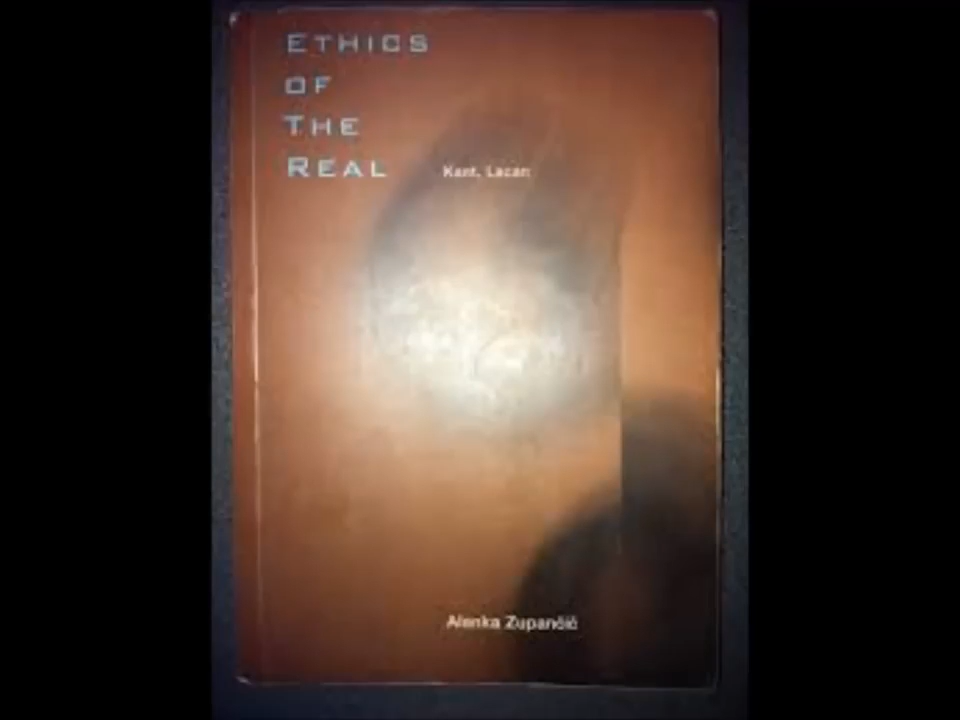 ETHICS
OF
THE
REAL
Kant, Lacan
Alenka Zupančič